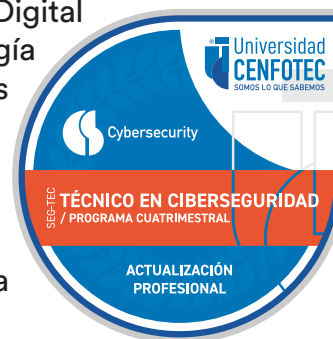 Digital
gía
s
a
Universidad
CENFOTEC
SOMOS LO QUE SABEMOS
Cybersecurity
SEG-TEC
TÉCNICO EN CIBERSEGURIDAD
/ PROGRAMA CUATRIMESTRAL
ACTUALIZACIÓN
PROFESIONAL